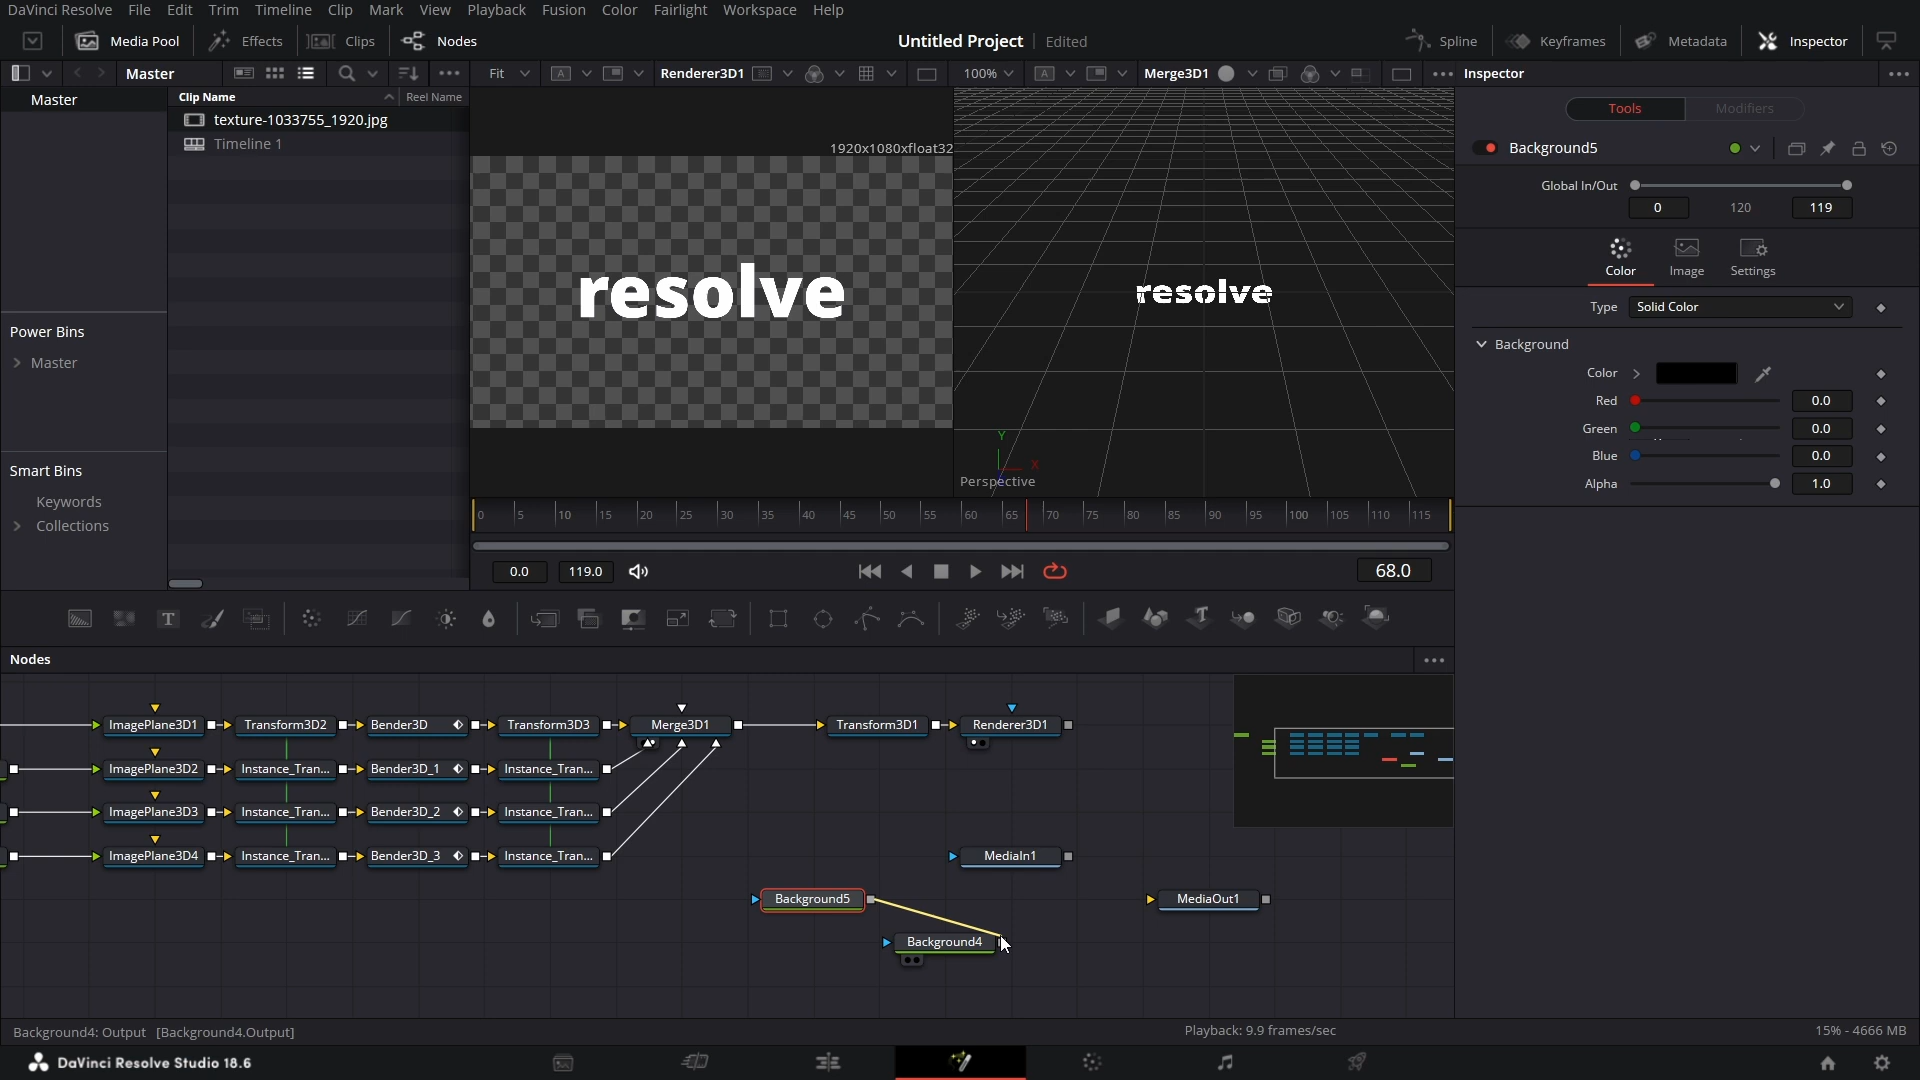 DaVinci Resolve File Edit Trim Timeline Clip Mark View Playback Fusion Color Fairlight Workspace Help
Media Pool Effects Clips Nodes Untitled Project Edited Spline Keyframes Metadata Inspector
Master Fit A Renderer3D1 100% A Merge3D1 Inspector
Master
Clip Name Reel Name
texture-1033755_1920.jpg
Timeline 1
Power Bins
Master
Smart Bins
Keywords
Collections
1920x1080xfloat32
resolve
resolve
Y
X
Perspective
Tools Modifiers
Background5
Global In/Out
0 120 119
Color Image Settings
Type Solid Color
Background
Color
Red 0.0
Green 0.0
Blue 0.0
Alpha 1.0
0 5 10 15 20 25 30 35 40 45 50 55 60 65 70 75 80 85 90 95 100 105 110 115
0.0 119.0 68.0
T T
Nodes
ImagePlane3D1 Transform3D2 Bender3D Transform3D3 Merge3D1 Transform3D1 Renderer3D1
ImagePlane3D2 Instance_Tran... Bender3D_1 Instance_Tran...
ImagePlane3D3 Instance_Tran... Bender3D_2 Instance_Tran...
ImagePlane3D4 Instance_Tran... Bender3D_3 Instance_Tran... MediaIn1
Background5 MediaOut1
Background4
Background4: Output [Background4.Output] Playback: 9.9 frames/sec 15% - 4666 MB
DaVinci Resolve Studio 18.6